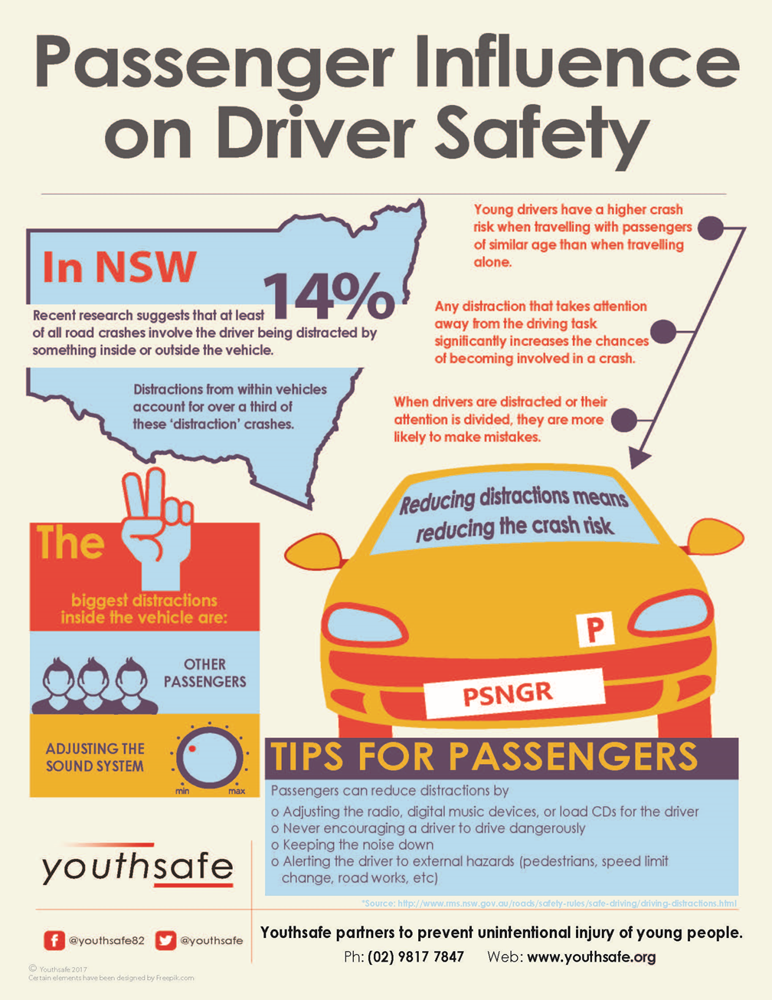 Passenger Influence
on Driver Safety
In NSW
14%
Recent research suggests that at least
of all road crashes involve the driver being distracted by
something inside or outside the vehicle.
Distractions from within vehicles
account for over a third of
these ‘distraction’ crashes.
Young drivers have a higher crash
risk when travelling with passengers
of similar age than when travelling
alone.
Any distraction that takes attention
away from the driving task
significantly increases the chances
of becoming involved in a crash.
When drivers are distracted or their
attention is divided, they are more
likely to make mistakes.
Reducing distractions means
reducing the crash risk
P
PSNGR
The
biggest distractions
inside the vehicle are:
OTHER
PASSENGERS
ADJUSTING THE
SOUND SYSTEM
min max
TIPS FOR PASSENGERS
Passengers can reduce distractions by
o Adjusting the radio, digital music devices, or load CDs for the driver
o Never encouraging a driver to drive dangerously
o Keeping the noise down
o Alerting the driver to external hazards (pedestrians, speed limit
change, road works, etc)
*Source: http://www.rms.nsw.gov.au/roads/safety-rules/safe-driving/driving-distractions.html
youthsafe
f @youthsafe82 @youthsafe
Youthsafe partners to prevent unintentional injury of young people.
Ph: (02) 9817 7847 Web: www.youthsafe.org
© Youthsafe 2017
Certain elements have been designed by Freepik.com